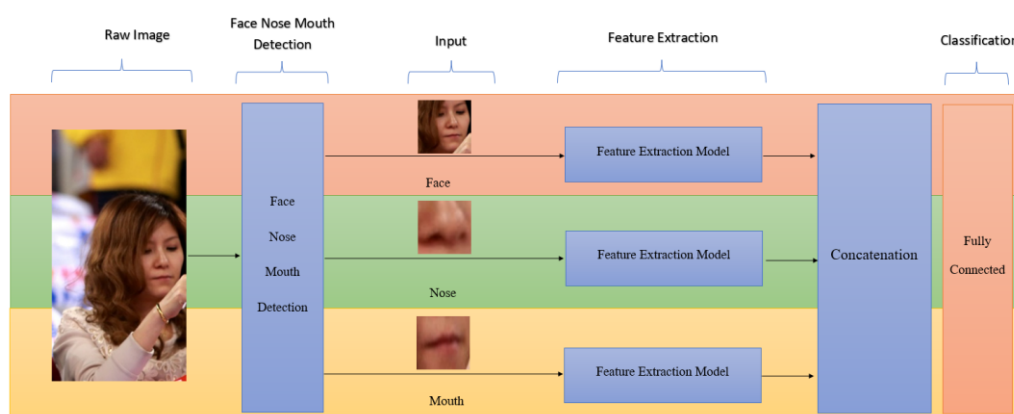 Raw Image
Face Nose Mouth
Detection
Input
Feature Extraction
Classification
Face
Nose
Mouth
Detection
Face
Nose
Mouth
Feature Extraction Model
Feature Extraction Model
Feature Extraction Model
Concatenation
Fully
Connected